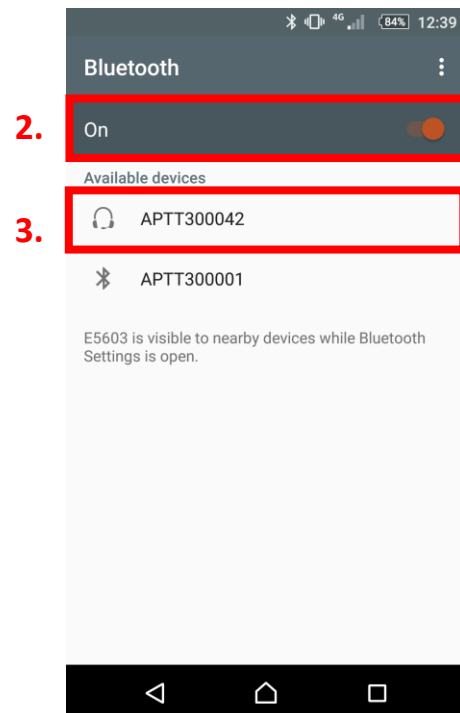 4G 84% 12:39
Bluetooth
2. On
Available devices
3. APTT300042
APTT300001
E5603 is visible to nearby devices while Bluetooth
Settings is open.